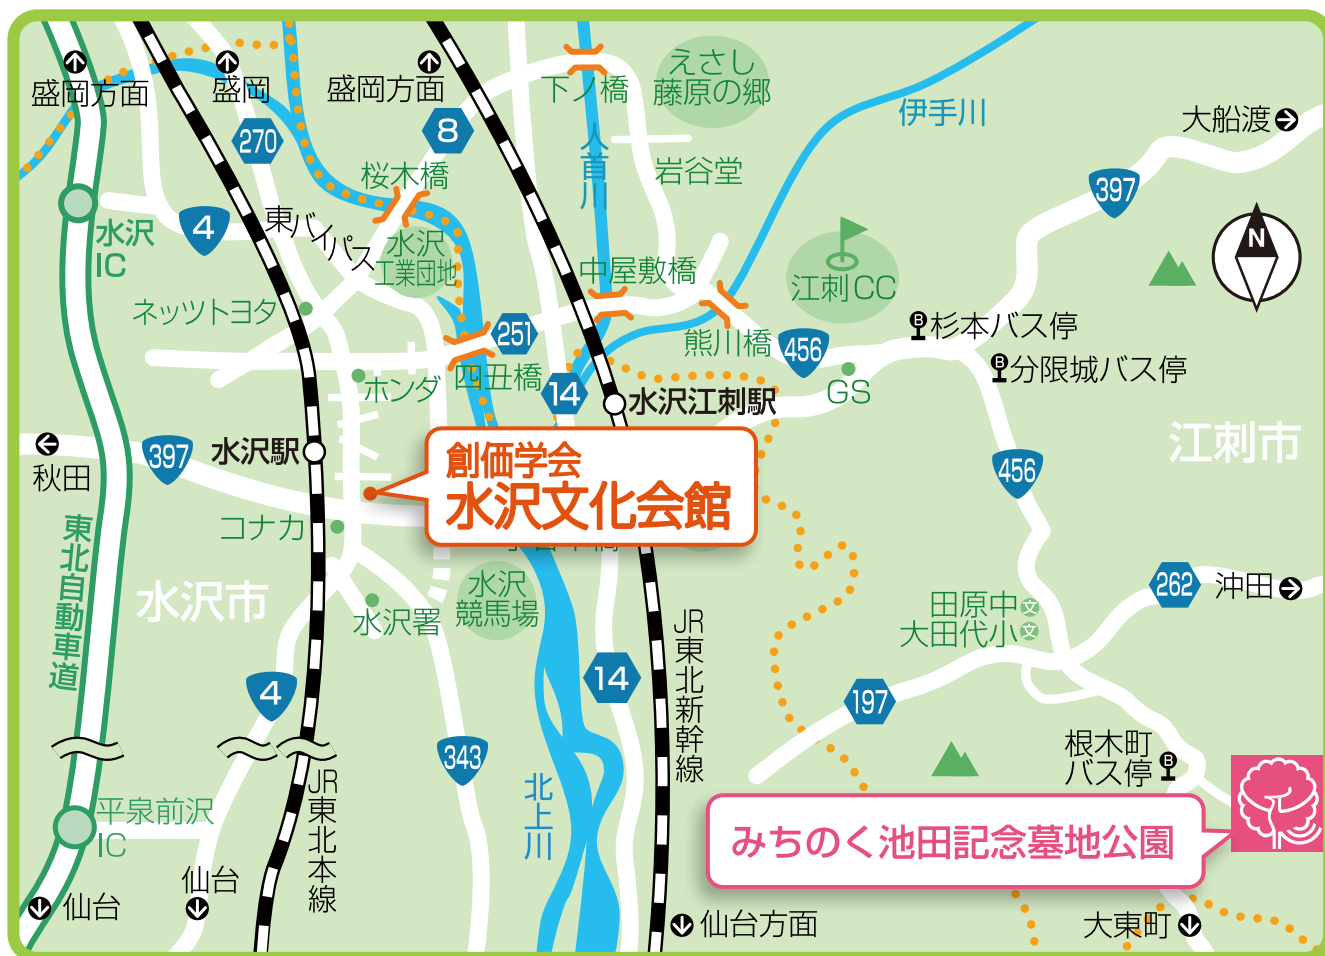 盛岡方面
盛岡
盛岡方面
下ノ橋
えさし
藤原の郷
伊手川
大船渡
270
8
人首川
岩谷堂
桜木橋
397
4
東バイパス
水沢
IC
水沢
工業団地
中屋敷橋
江刺CC
N
ネッツトヨタ
251
熊川橋
456
B
杉本バス停
B
分限城バス停
ホンダ
四丑橋
14
水沢江刺駅
GS
秋田
397
水沢駅
創価学会
水沢文化会館
江刺市
456
コナカ
東北自動車道
水沢市
水沢署
水沢
競馬場
JR東北新幹線
田原中
文
大田代小
文
262
沖田
4
14
197
343
根木町
バス停
B
JR東北本線
北上川
平泉前沢
IC
みちのく池田記念墓地公園
仙台
仙台
仙台方面
大東町